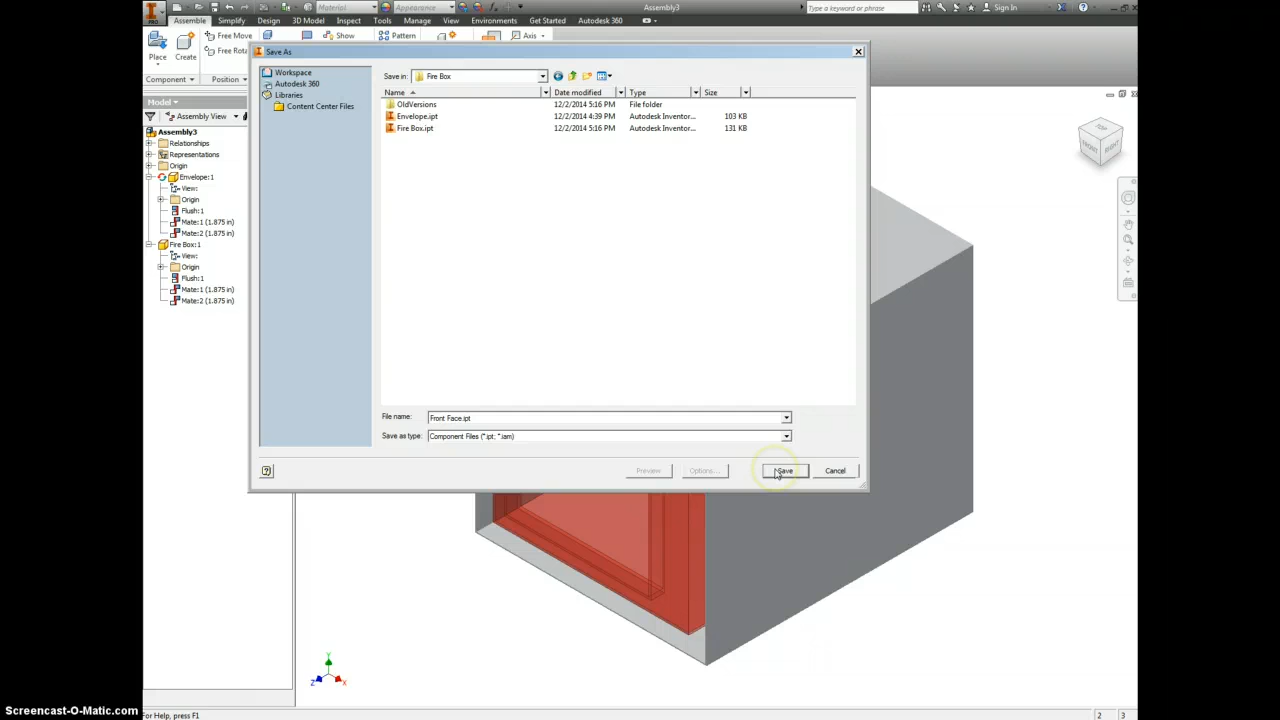 Material
Appearance
Assembly3
Type a keyword or phrase
Sign In
PRO
Assemble
Simplify
Design
3D Model
Inspect
Tools
Manage
View
Environments
Get Started
Autodesk 360
Place
Create
Free Move
Free Rota
Show
Pattern
Axis
Component
Position
Save As
Workspace
Autodesk 360
Libraries
Content Center Files
Save in:
Fire Box
Name
Date modified
Type
Size
OldVersions 12/2/2014 5:16 PM File folder
Envelope.ipt 12/2/2014 4:39 PM Autodesk Inventor... 103 KB
Fire Box.ipt 12/2/2014 5:16 PM Autodesk Inventor... 131 KB
File name:
Front Face.ipt
Save as type:
Component Files (*.ipt; *.iam)
Preview
Options...
Save
Cancel
Model
Assembly View
Assembly3
Relationships
Representations
Origin
Envelope:1
View:
Origin
Flush:1
Mate:1 (1.875 in)
Mate:2 (1.875 in)
Fire Box:1
View:
Origin
Flush:1
Mate:1 (1.875 in)
Mate:2 (1.875 in)
TOP
FRONT
RIGHT
Y
Z
X
Screencast-O-Matic.com
For Help, press F1
2
3